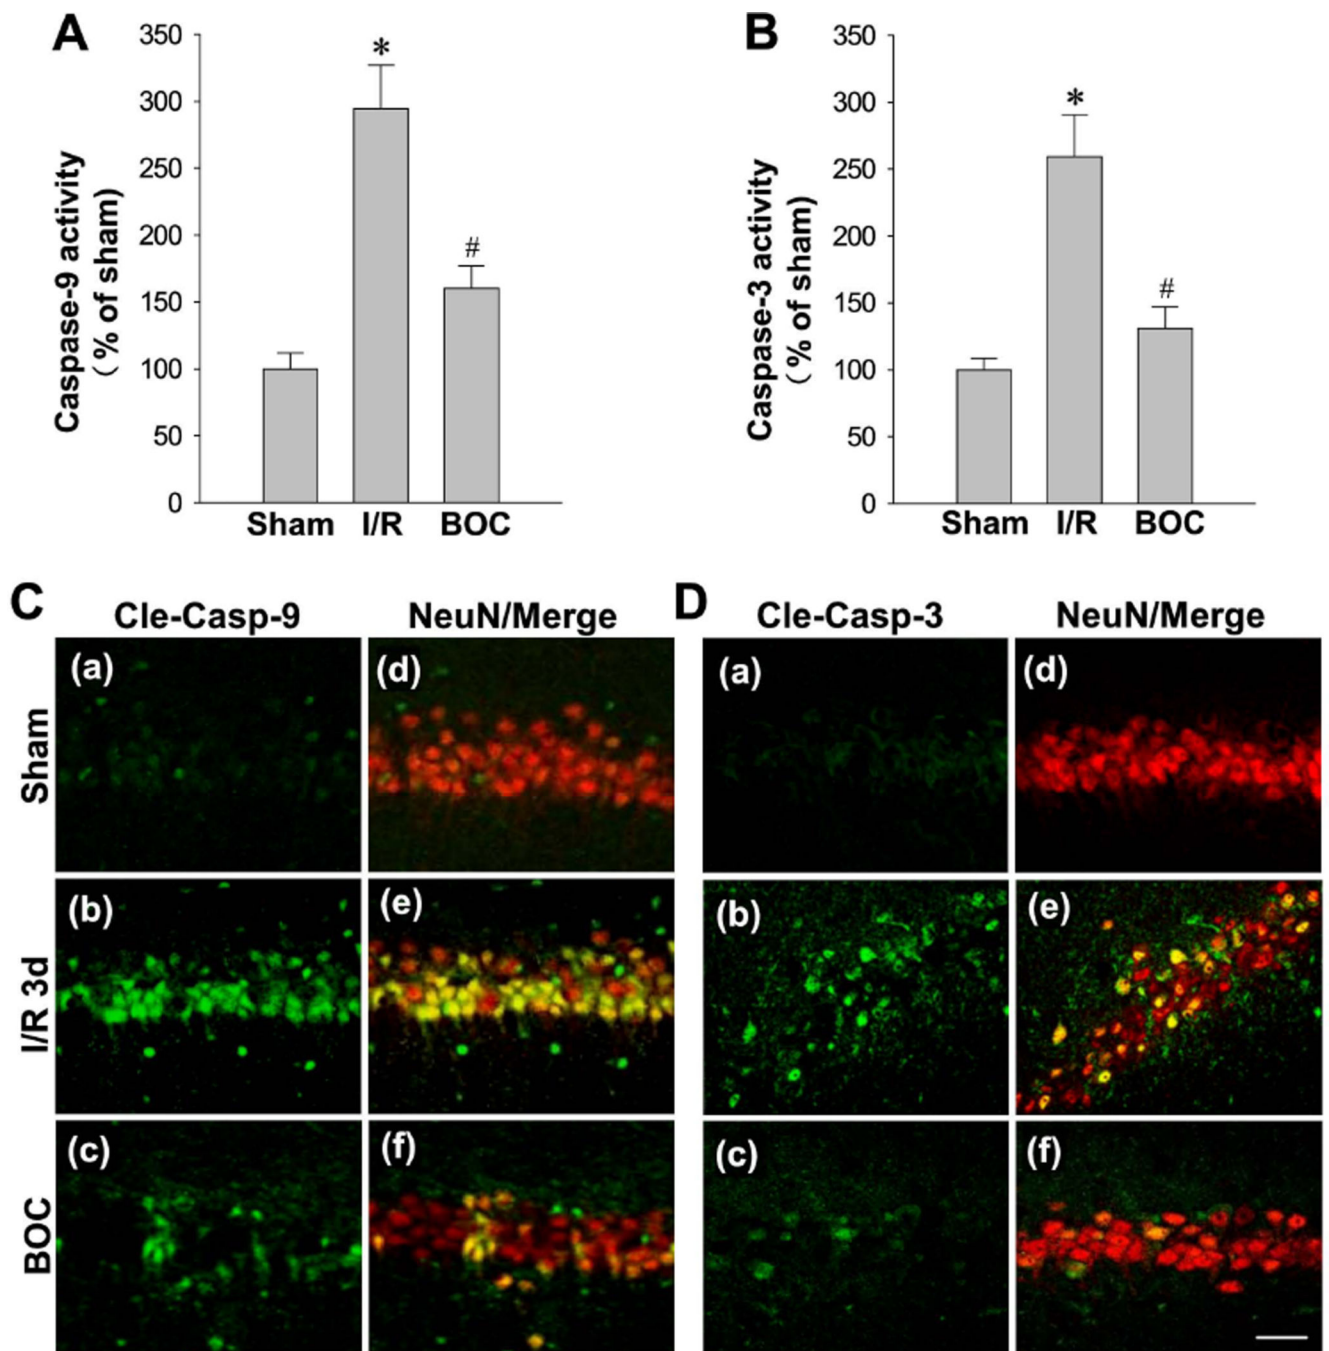 A
350
300
250
200
150
100
50
0
Caspase-9 activity
( % of sham)
*
#
Sham I/R BOC
B
350
300
250
200
150
100
50
0
Caspase-3 activity
( % of sham)
*
#
Sham I/R BOC
C
Cle-Casp-9 NeuN/Merge
Sham
(a) (d)
I/R 3d
(b) (e)
BOC
(c) (f)
D
Cle-Casp-3 NeuN/Merge
(a) (d)
(b) (e)
(c) (f)